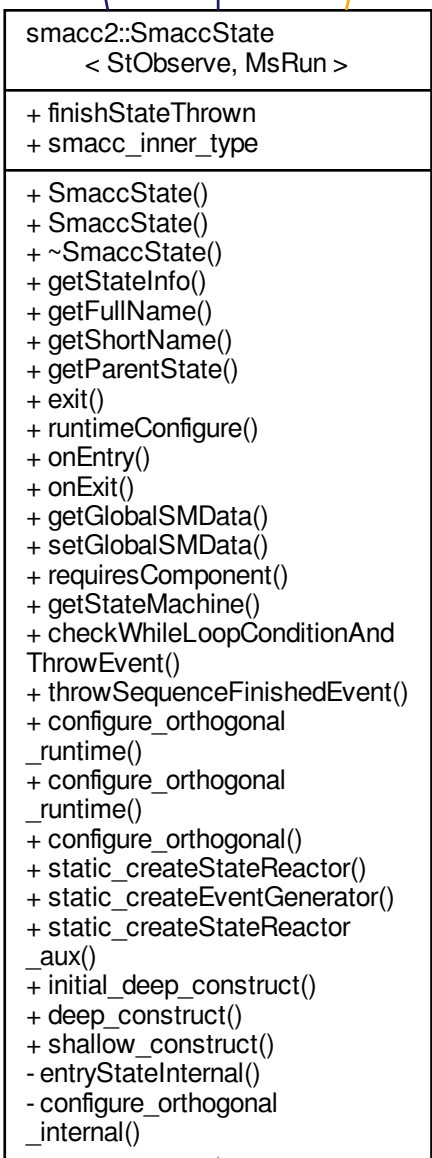 smacc2::SmaccState
< StObserve, MsRun >
+ finishStateThrown
+ smacc_inner_type
+ SmaccState()
+ SmaccState()
+ ~SmaccState()
+ getStateInfo()
+ getFullName()
+ getShortName()
+ getParentState()
+ exit()
+ runtimeConfigure()
+ onEntry()
+ onExit()
+ getGlobalSMData()
+ setGlobalSMData()
+ requiresComponent()
+ getStateMachine()
+ checkWhileLoopConditionAnd
ThrowEvent()
+ throwSequenceFinishedEvent()
+ configure_orthogonal
_runtime()
+ configure_orthogonal
_runtime()
+ configure_orthogonal()
+ static_createStateReactor()
+ static_createEventGenerator()
+ static_createStateReactor
_aux()
+ initial_deep_construct()
+ deep_construct()
+ shallow_construct()
- entryStateInternal()
- configure_orthogonal
_internal()